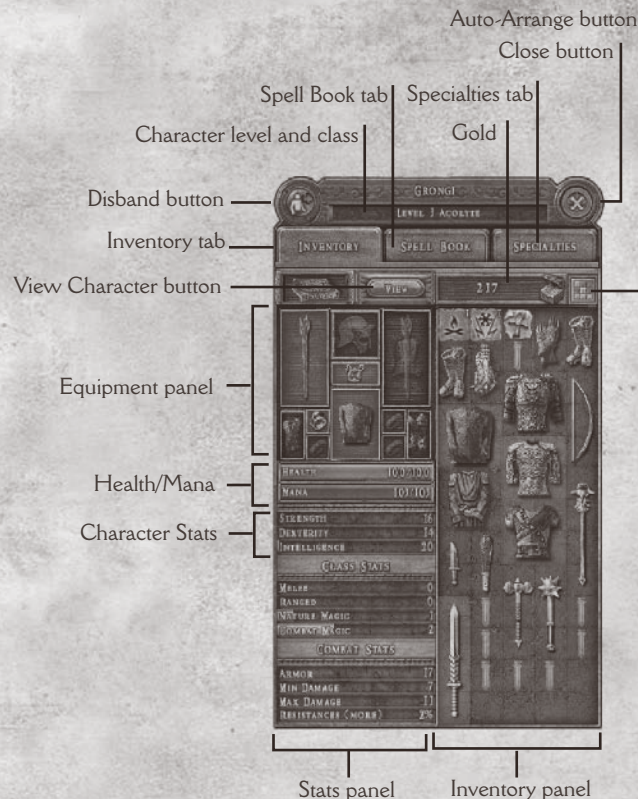 Auto-Arrange button
Close button
Spell Book tab
Specialties tab
Character level and class
Gold
Disband button
GRONGI
LEVEL 3 ACOLYTE
Inventory tab
INVENTORY
SPELL BOOK
SPECIALTIES
View Character button
VIEW
217
Equipment panel
Health/Mana
HEALTH 100/100
MANA 101/101
Character Stats
STRENGTH 16
DEXTERITY 14
INTELLIGENCE 20
CLASS STATS
MELEE 0
RANGED 0
NATURE MAGIC 1
COMBAT MAGIC 2
COMBAT STATS
ARMOR 17
MIN DAMAGE 7
MAX DAMAGE 11
RESISTANCES (MORE) 2%
Stats panel
Inventory panel